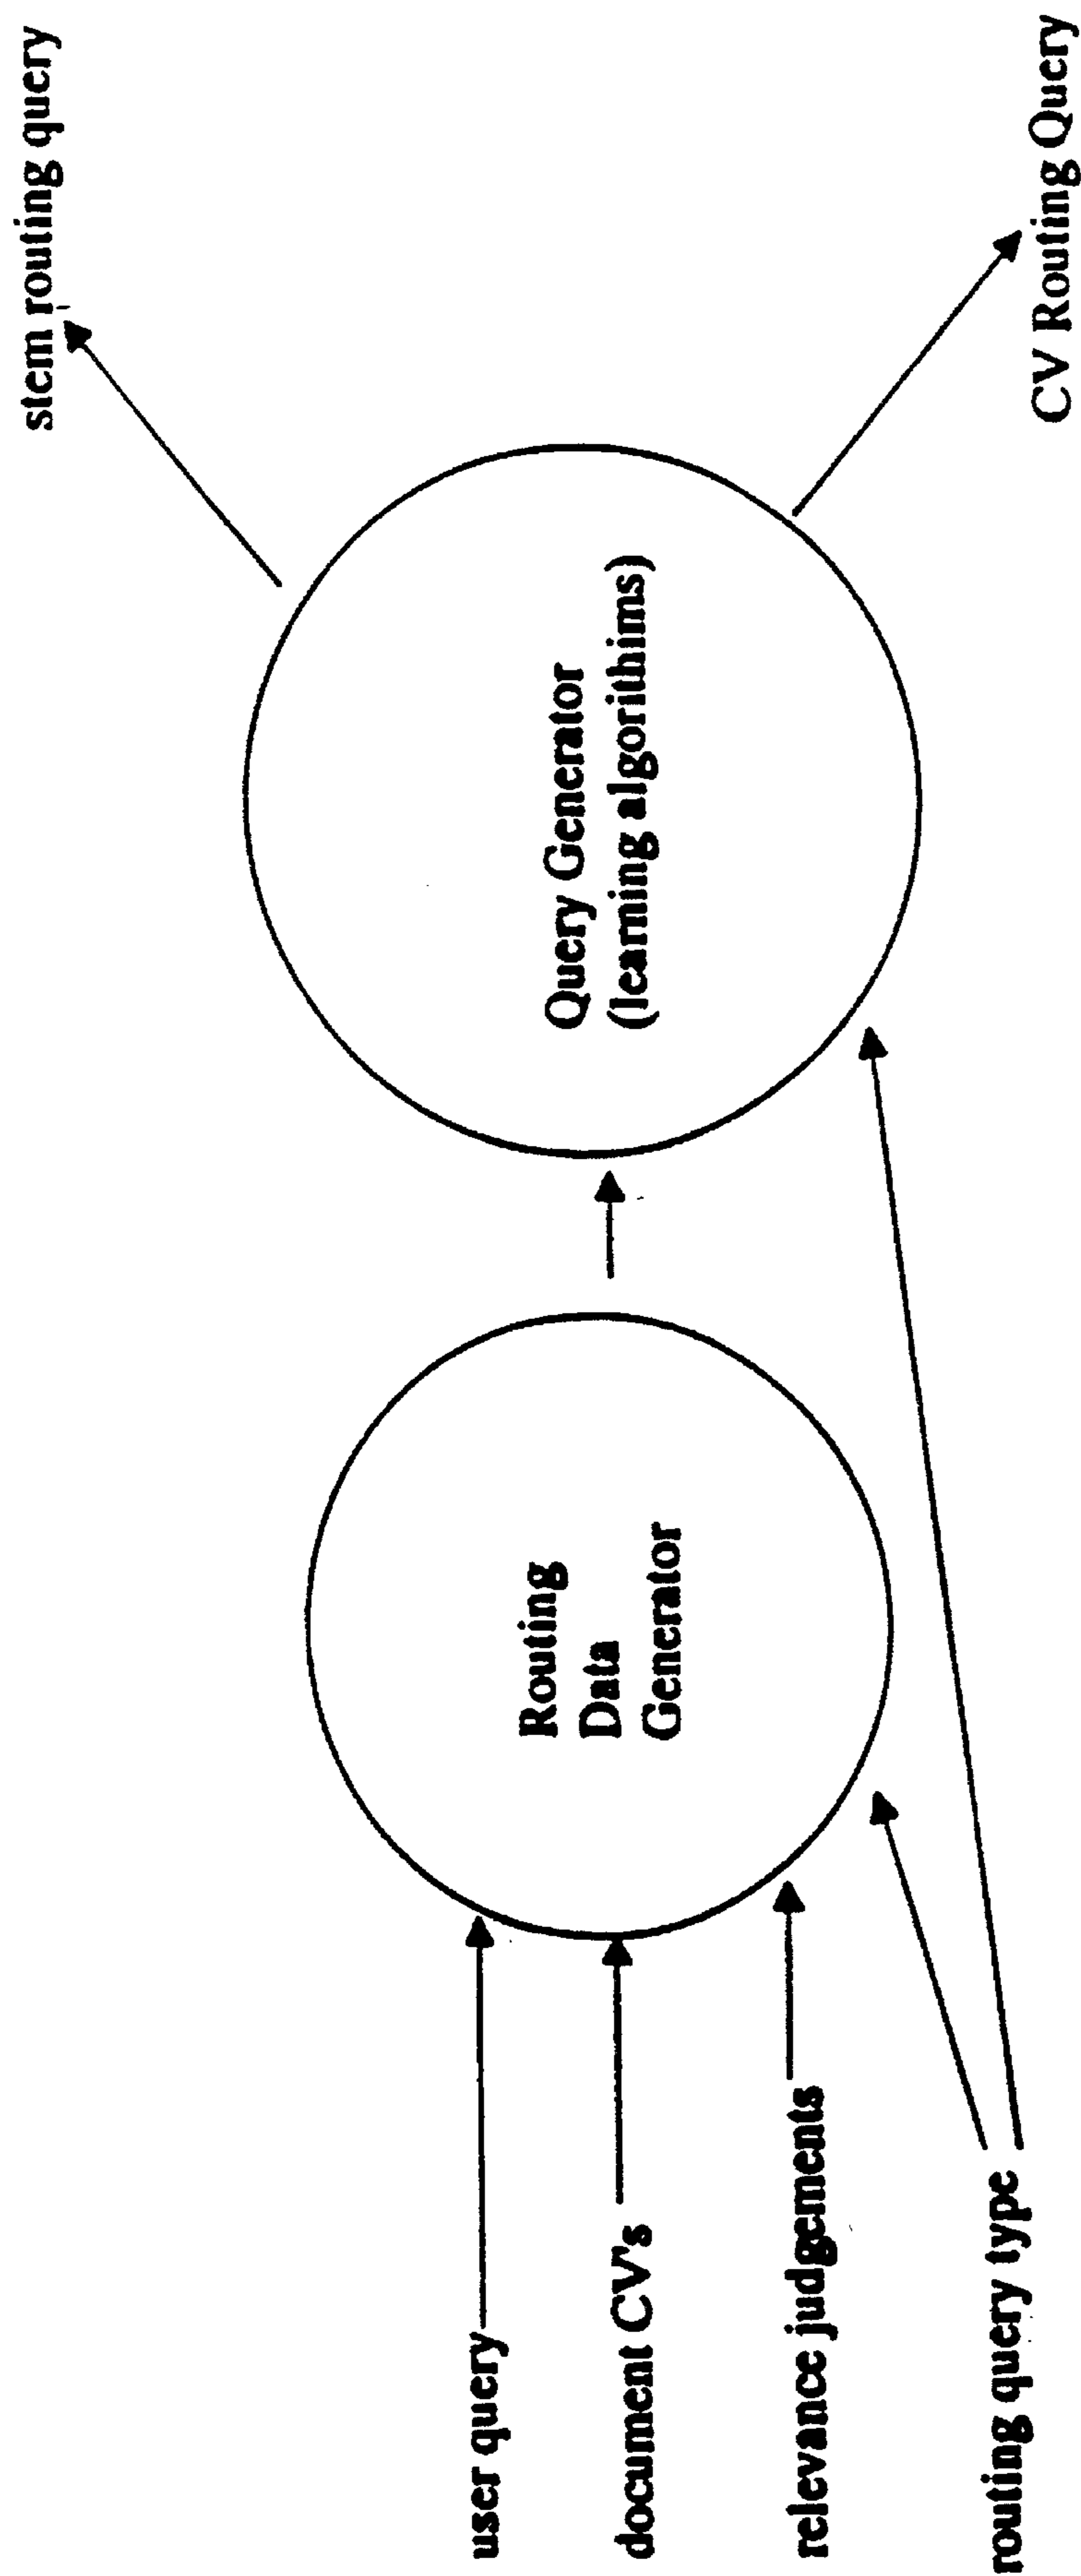 user query
document CV's
relevance judgements
routing query type
Routing
Data
Generator
Query Generator
(learning algorithims)
stem routing query
CV Routing Query